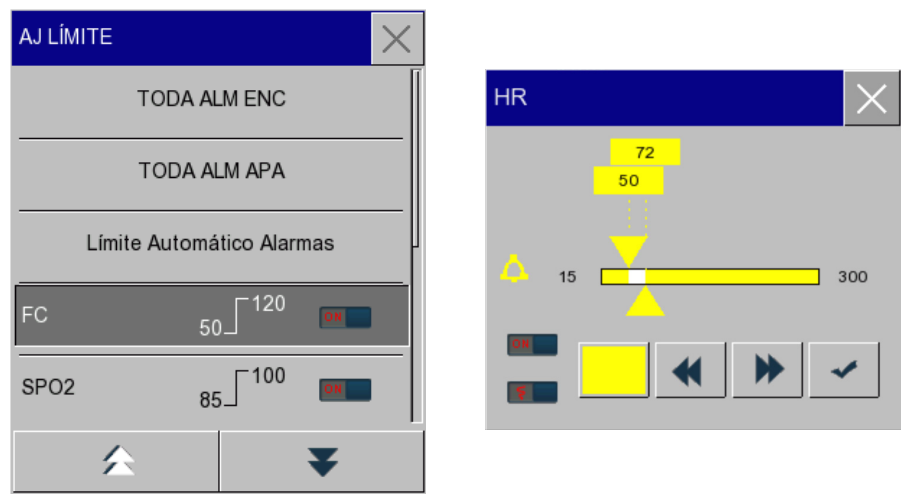 AJ LÍMITE
TODA ALM ENC
TODA ALM APA
Límite Automático Alarmas
FC 50 120 ON
SPO2 85 100 ON
HR
72
50
15 300
ON